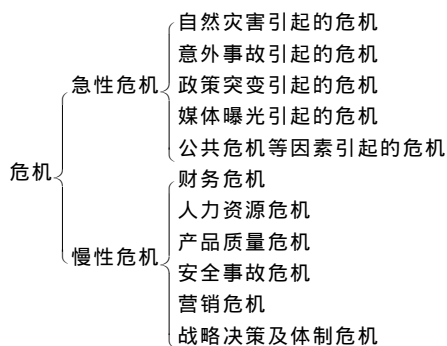 危机
急性危机
自然灾害引起的危机
意外事故引起的危机
政策突变引起的危机
媒体曝光引起的危机
公共危机等因素引起的危机
慢性危机
财务危机
人力资源危机
产品质量危机
安全事故危机
营销危机
战略决策及体制危机